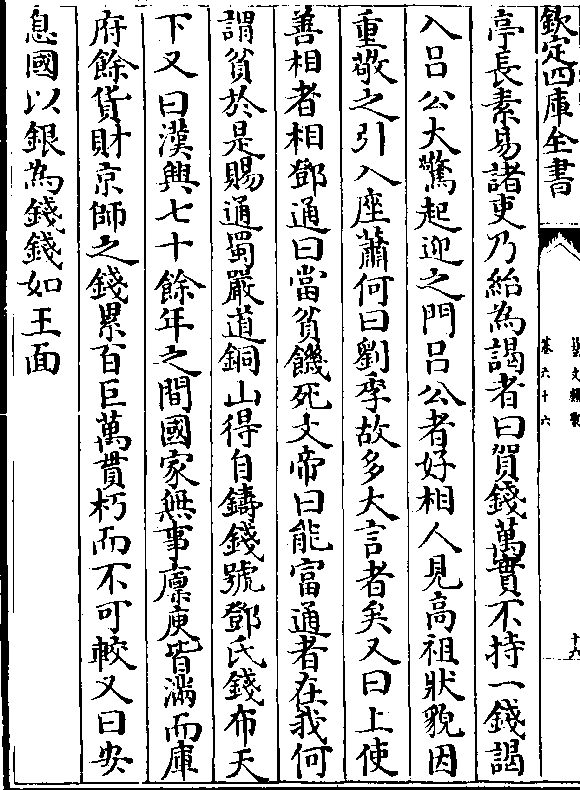 欽定四庫全書
藝文類聚
卷六十六
亭長素易諸吏乃紿為謁者曰賀錢萬實不持一錢謁
入呂公大驚起迎之門呂公者好相人見高祖狀貌因
重敬之引入座蕭何曰劉季故多大言者矣又曰上使
善相者相鄧通曰當貧饑死文帝曰能富通者在我何
謂貧於是賜通蜀嚴道銅山得自鑄錢號鄧氏錢布天
下又曰漢興七十餘年之間國家無事廩庾皆滿而庫
府餘貨財京師之錢累百巨萬貫朽而不可較又曰安
息國以銀為錢錢如王面